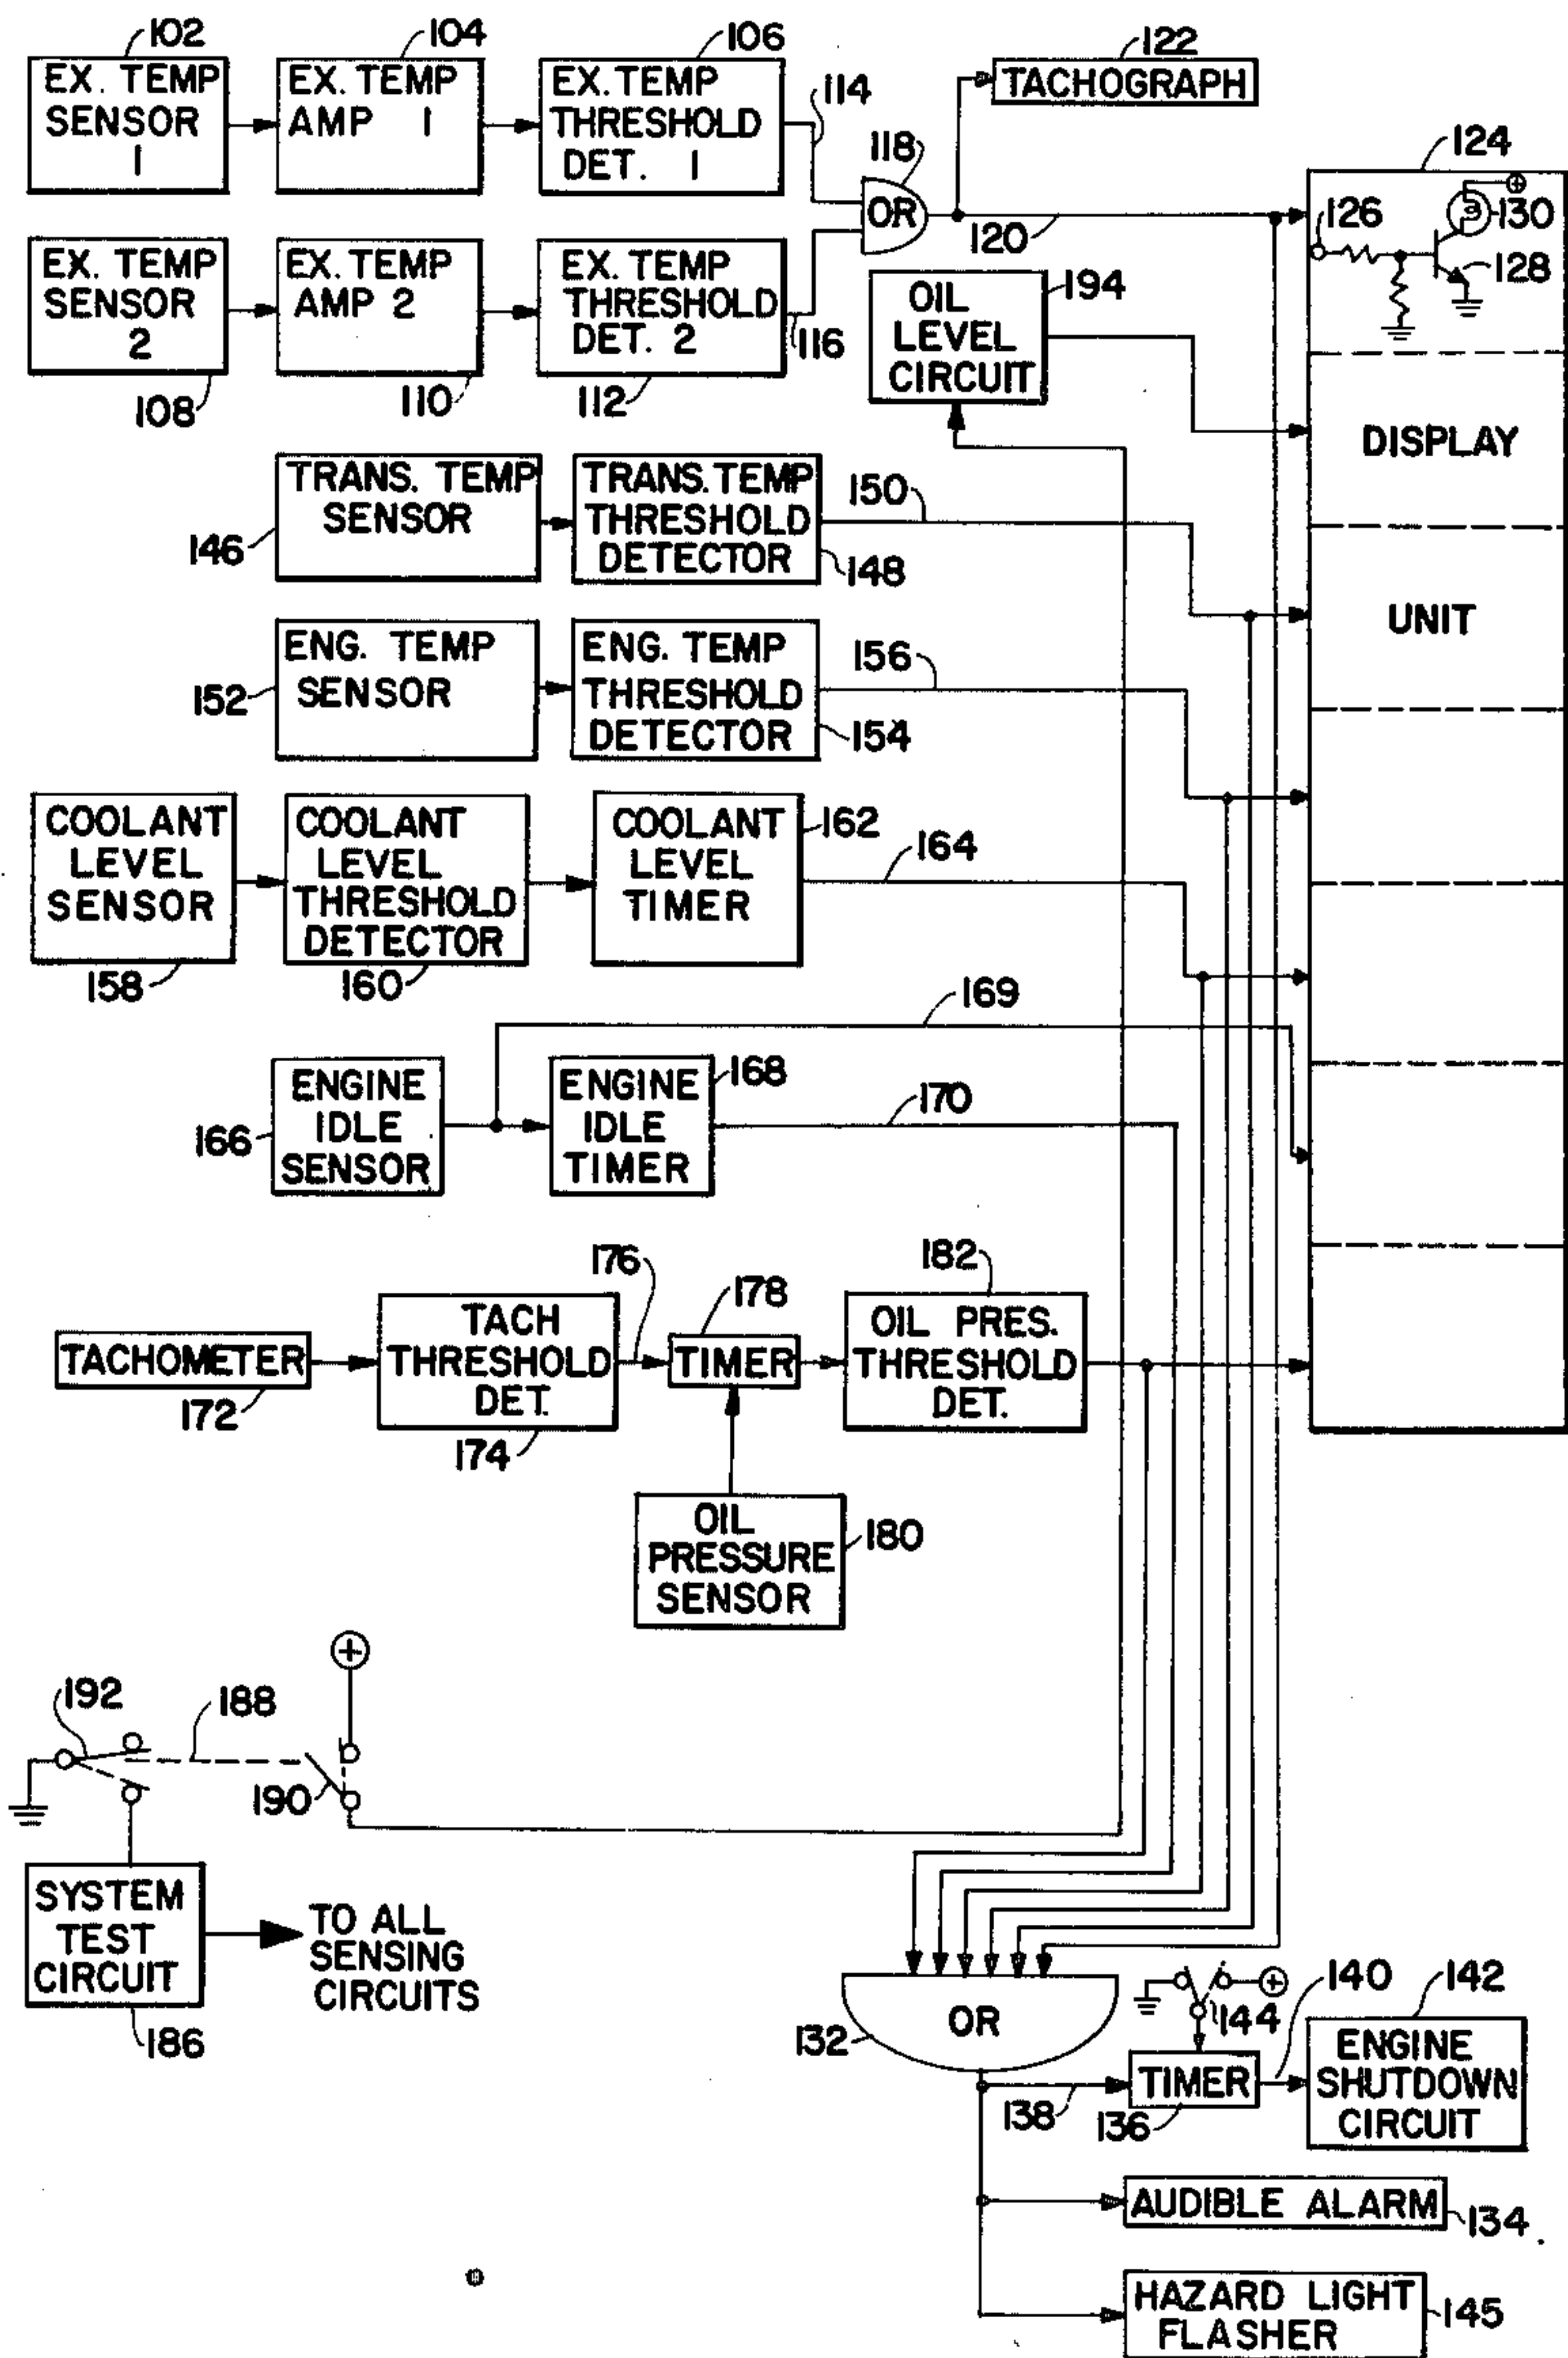 102
104
106
122
EX. TEMP
SENSOR
1
EX. TEMP
AMP 1
EX. TEMP
THRESHOLD
DET. 1
114
TACHOGRAPH
118
OR
120
124
126
130
128
EX. TEMP
SENSOR
2
EX. TEMP
AMP 2
EX. TEMP
THRESHOLD
DET. 2
116
108
110
112
OIL
LEVEL
CIRCUIT
194
DISPLAY
UNIT
TRANS. TEMP
SENSOR
146
TRANS. TEMP
THRESHOLD
DETECTOR
148
150
ENG. TEMP
SENSOR
152
ENG. TEMP
THRESHOLD
DETECTOR
154
156
COOLANT
LEVEL
SENSOR
158
COOLANT
LEVEL
THRESHOLD
DETECTOR
160
COOLANT
LEVEL
TIMER
162
164
169
ENGINE
IDLE
SENSOR
166
ENGINE
IDLE
TIMER
168
170
TACHOMETER
172
TACH
THRESHOLD
DET.
174
176
TIMER
178
OIL PRES.
THRESHOLD
DET.
182
OIL
PRESSURE
SENSOR
180
+
192
188
190
SYSTEM
TEST
CIRCUIT
186
TO ALL
SENSING
CIRCUITS
OR
132
138
144
+
TIMER
136
140
142
ENGINE
SHUTDOWN
CIRCUIT
AUDIBLE ALARM
134
HAZARD LIGHT
FLASHER
145